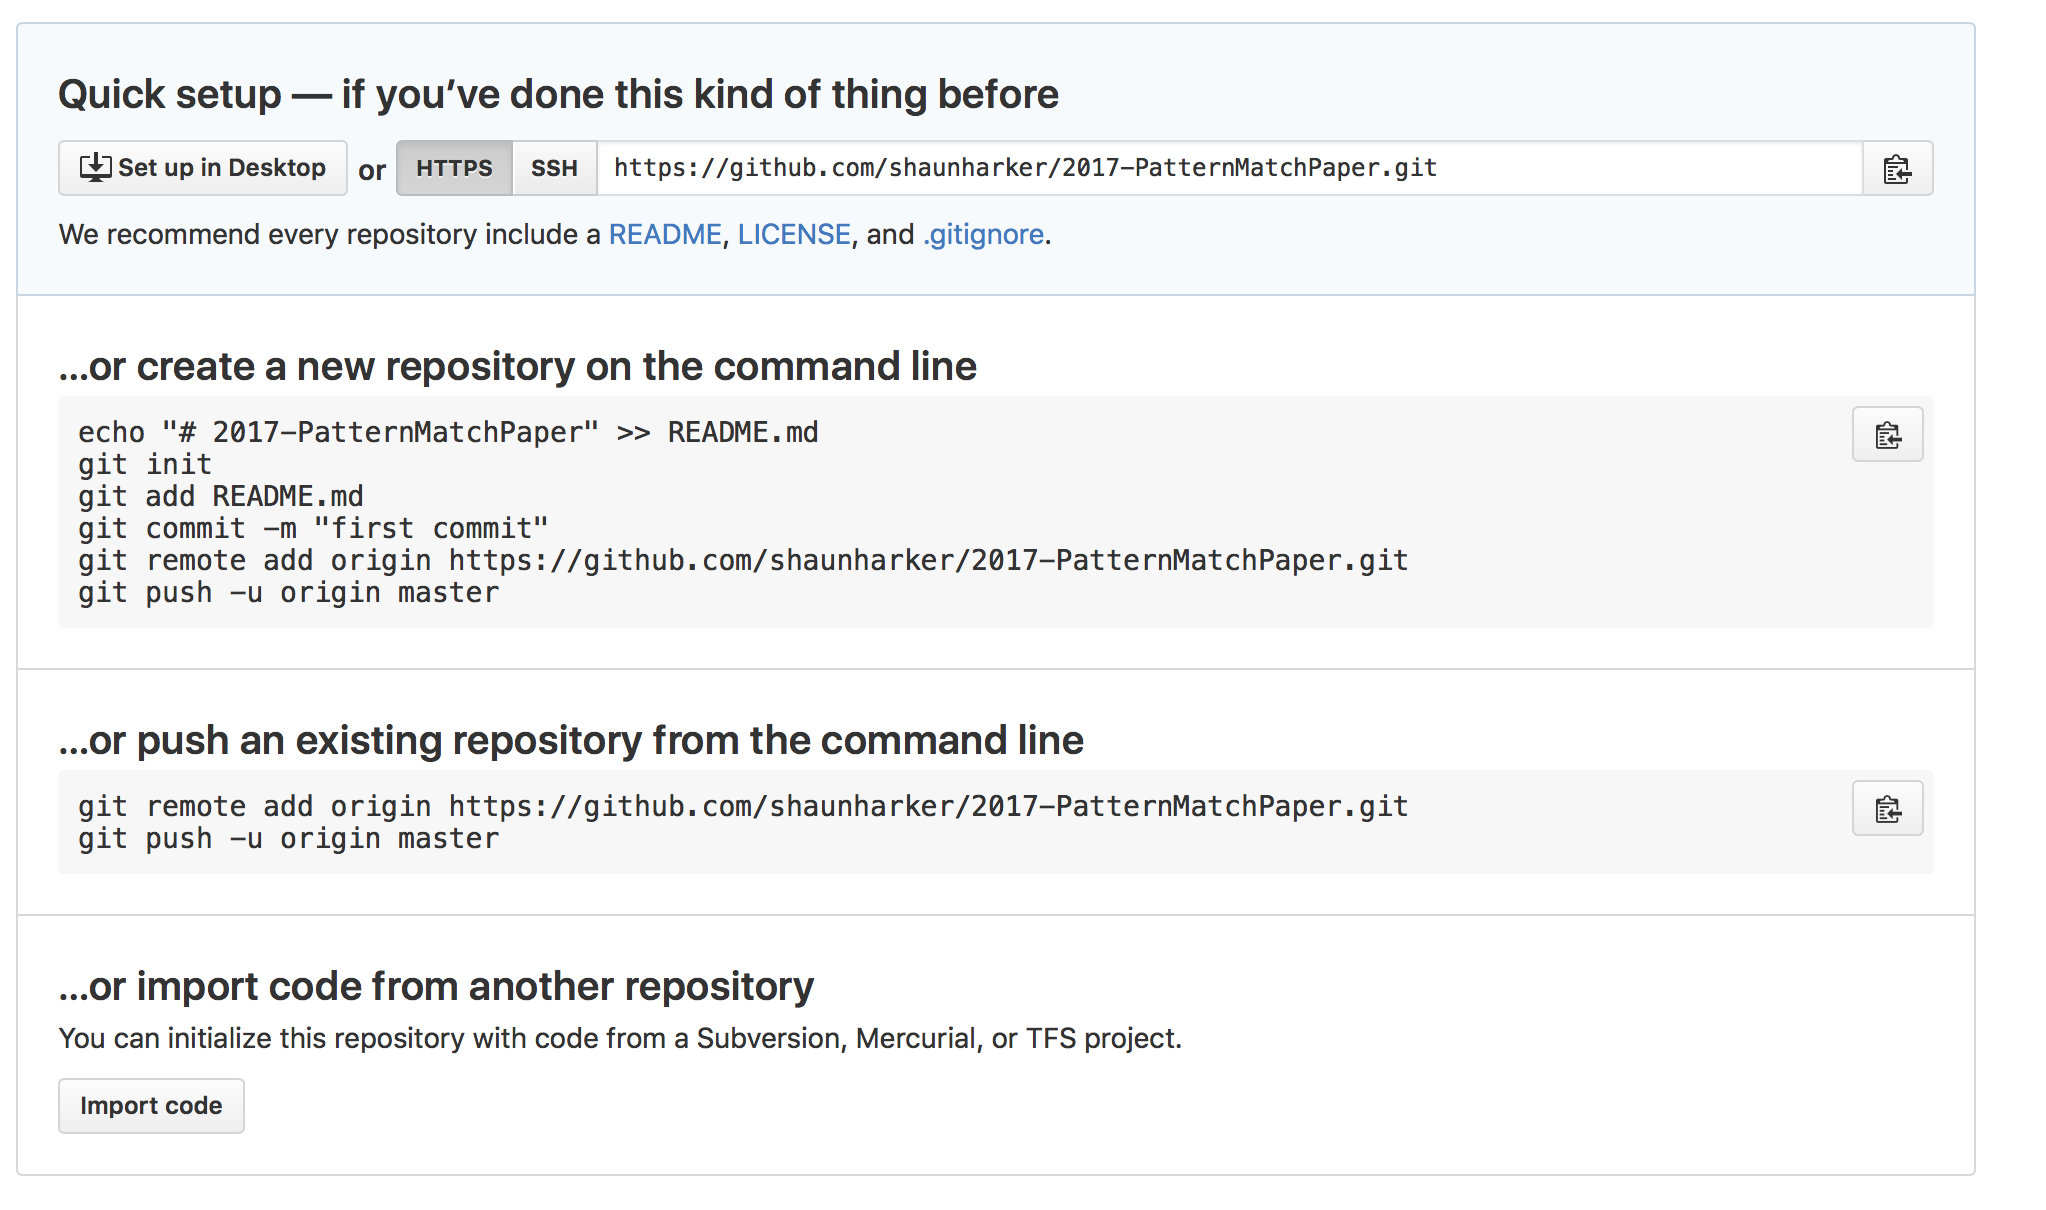 Quick setup — if you’ve done this kind of thing before
Set up in Desktop or HTTPS SSH https://github.com/shaunharker/2017-PatternMatchPaper.git
We recommend every repository include a README, LICENSE, and .gitignore.
…or create a new repository on the command line
echo "# 2017-PatternMatchPaper" >> README.md
git init
git add README.md
git commit -m "first commit"
git remote add origin https://github.com/shaunharker/2017-PatternMatchPaper.git
git push -u origin master
…or push an existing repository from the command line
git remote add origin https://github.com/shaunharker/2017-PatternMatchPaper.git
git push -u origin master
…or import code from another repository
You can initialize this repository with code from a Subversion, Mercurial, or TFS project.
Import code